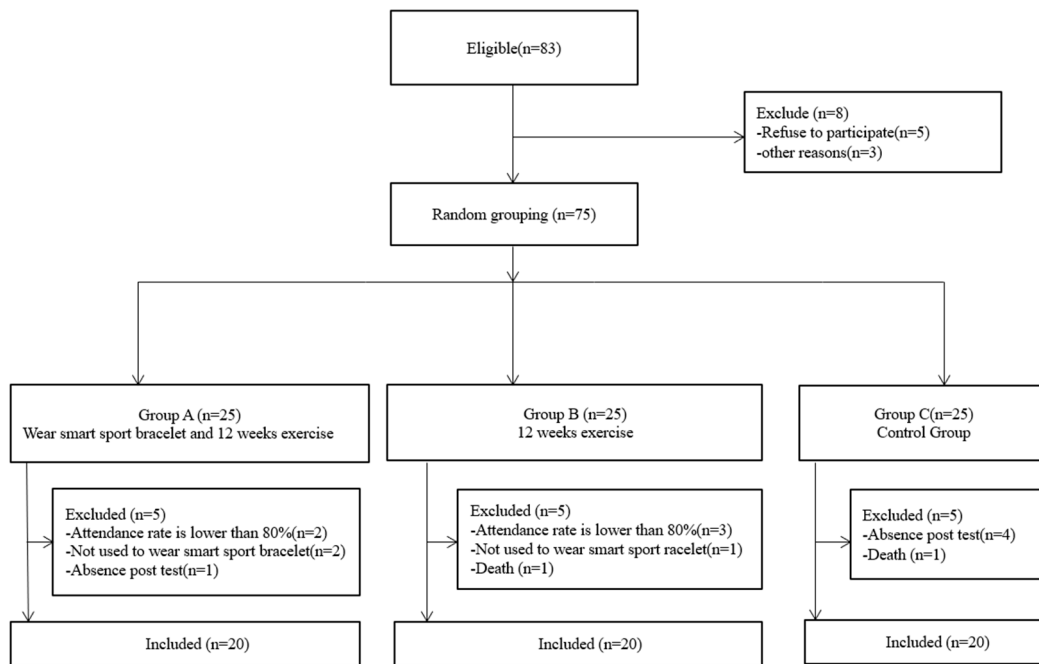 Eligible(n=83)
Exclude (n=8)
-Refuse to participate(n=5)
-other reasons(n=3)
Random grouping (n=75)
Group A (n=25)
Wear smart sport bracelet and 12 weeks exercise
Group B (n=25)
12 weeks exercise
Group C(n=25)
Control Group
Excluded (n=5)
-Attendance rate is lower than 80%(n=2)
-Not used to wear smart sport bracelet(n=2)
-Absence post test(n=1)
Excluded (n=5)
-Attendance rate is lower than 80%(n=3)
-Not used to wear smart sport racelet(n=1)
-Death (n=1)
Excluded (n=5)
-Absence post test(n=4)
-Death (n=1)
Included (n=20)
Included (n=20)
Included (n=20)